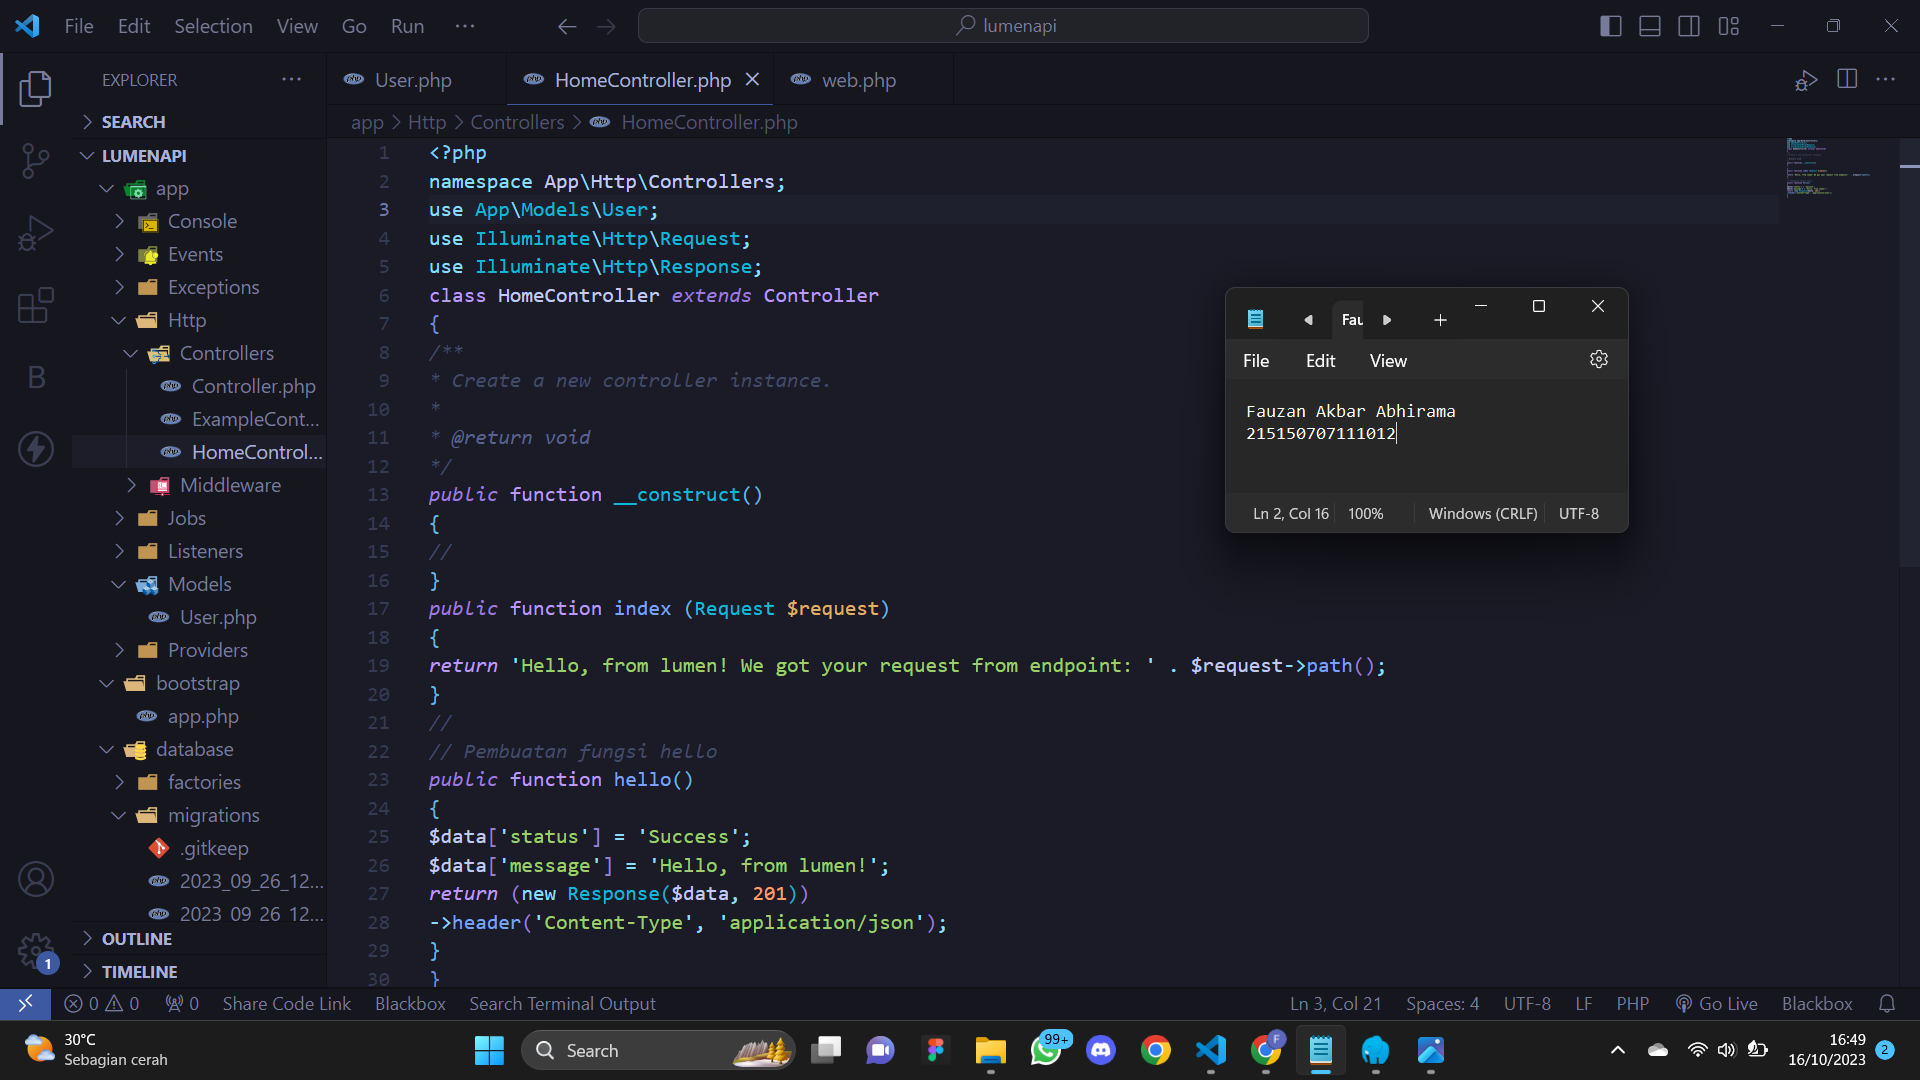 File Edit Selection View Go Run ···
lumenapi
EXPLORER
SEARCH
LUMENAPI
app
Console
Events
Exceptions
Http
Controllers
Controller.php
ExampleCont...
HomeControl...
Middleware
Jobs
Listeners
Models
User.php
Providers
bootstrap
app.php
database
factories
migrations
.gitkeep
2023_09_26_12...
2023_09_26_12...
OUTLINE
TIMELINE
B
1
User.php HomeController.php web.php
app > Http > Controllers > HomeController.php
1 <?php
2 namespace App\Http\Controllers;
3 use App\Models\User;
4 use Illuminate\Http\Request;
5 use Illuminate\Http\Response;
6 class HomeController extends Controller
7 {
8 /**
9 * Create a new controller instance.
10 *
11 * @return void
12 */
13 public function __construct()
14 {
15 //
16 }
17 public function index (Request $request)
18 {
19 return 'Hello, from lumen! We got your request from endpoint: ' . $request->path();
20 }
21 //
22 // Pembuatan fungsi hello
23 public function hello()
24 {
25 $data['status'] = 'Success';
26 $data['message'] = 'Hello, from lumen!';
27 return (new Response($data, 201))
28 ->header('Content-Type', 'application/json');
29 }
30 }
Fau
File Edit View
Fauzan Akbar Abhirama
215150707111012
Ln 2, Col 16 100% Windows (CRLF) UTF-8
0 0 0 Share Code Link Blackbox Search Terminal Output Ln 3, Col 21 Spaces: 4 UTF-8 LF PHP Go Live Blackbox
30°C
Sebagian cerah
Search
99+
F
16:49
16/10/2023
2